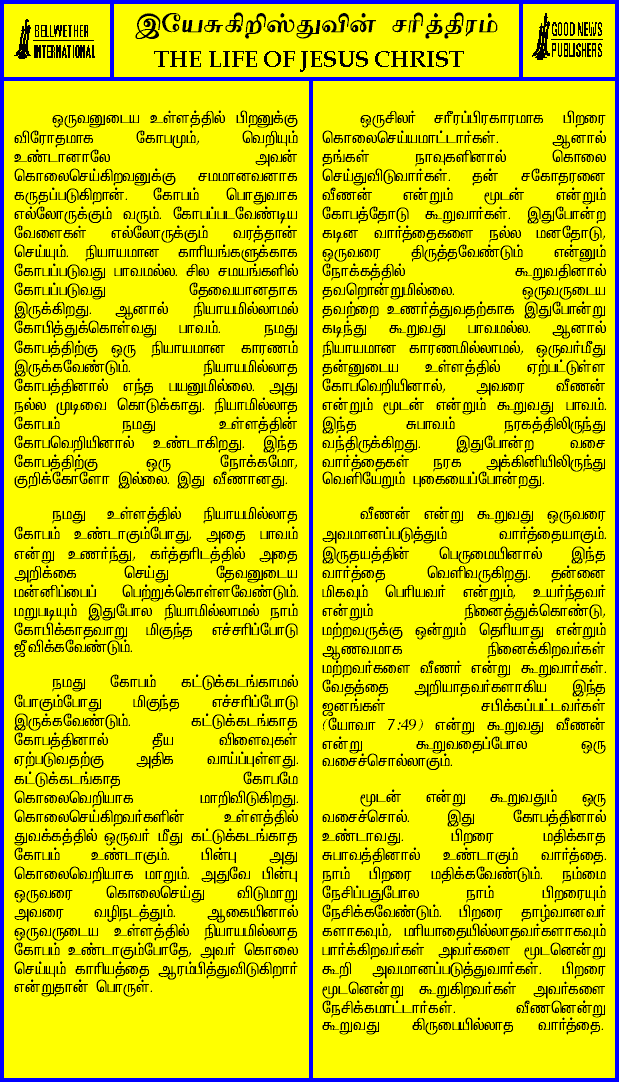 BELLWETHER
INTERNATIONAL
இயேசுகிறிஸ்துவின் சரித்திரம்
THE LIFE OF JESUS CHRIST
GOOD NEWS
PUBLISHERS
ஒருவனுடைய உள்ளத்தில் பிறனுக்கு
விரோதமாக கோபமும், வெறியும்
உண்டானாலே அவன்
கொலைசெய்கிறவனுக்கு சமமானவனாக
கருதப்படுகிறான். கோபம் பொதுவாக
எல்லோருக்கும் வரும். கோபப்படவேண்டிய
வேளைகள் எல்லோருக்கும் வரத்தான்
செய்யும். நியாயமான காரியங்களுக்காக
கோபப்படுவது பாவமல்ல. சில சமயங்களில்
கோபப்படுவது தேவையானதாக
இருக்கிறது. ஆனால் நியாயமில்லாமல்
கோபித்துக்கொள்வது பாவம். நமது
கோபத்திற்கு ஒரு நியாயமான காரணம்
இருக்கவேண்டும். நியாயமில்லாத
கோபத்தினால் எந்த பயனுமில்லை. அது
நல்ல முடிவை கொடுக்காது. நியாமில்லாத
கோபம் நமது உள்ளத்தின்
கோபவெறியினால் உண்டாகிறது. இந்த
கோபத்திற்கு ஒரு நோக்கமோ,
குறிக்கோளோ இல்லை. இது வீணானது.
நமது உள்ளத்தில் நியாயமில்லாத
கோபம் உண்டாகும்போது, அதை பாவம்
என்று உணர்ந்து, கர்த்தரிடத்தில் அதை
அறிக்கை செய்து தேவனுடைய
மன்னிப்பைப் பெற்றுக்கொள்ளவேண்டும்.
மறுபடியும் இதுபோல நியாமில்லாமல் நாம்
கோபிக்காதவாறு மிகுந்த எச்சரிப்போடு
ஜீவிக்கவேண்டும்.
நமது கோபம் கட்டுக்கடங்காமல்
போகும்போது மிகுந்த எச்சரிப்போடு
இருக்கவேண்டும். கட்டுக்கடங்காத
கோபத்தினால் தீய விளைவுகள்
ஏற்படுவதற்கு அதிக வாய்ப்புள்ளது.
கட்டுக்கடங்காத கோபமே
கொலைவெறியாக மாறிவிடுகிறது.
கொலைசெய்கிறவர்களின் உள்ளத்தில்
துவக்கத்தில் ஒருவர் மீது கட்டுக்கடங்காத
கோபம் உண்டாகும். பின்பு அது
கொலைவெறியாக மாறும். அதுவே பின்பு
ஒருவரை கொலைசெய்து விடுமாறு
அவரை வழிநடத்தும். ஆகையினால்
ஒருவருடைய உள்ளத்தில் நியாயமில்லாத
கோபம் உண்டாகும்போதே, அவர் கொலை
செய்யும் காரியத்தை ஆரம்பித்துவிடுகிறார்
என்றுதான் பொருள்.
ஒருசிலர் சரீரப்பிரகாரமாக பிறரை
கொலைசெய்யமாட்டார்கள். ஆனால்
தங்கள் நாவுகளினால் கொலை
செய்துவிடுவார்கள். தன் சகோதரனை
வீணன் என்றும் மூடன் என்றும்
கோபத்தோடு கூறுவார்கள். இதுபோன்ற
கடின வார்த்தைகளை நல்ல மனதோடு,
ஒருவரை திருத்தவேண்டும் என்னும்
நோக்கத்தில் கூறுவதினால்
தவறொன்றுமில்லை. ஒருவருடைய
தவற்றை உணர்த்துவதற்காக இதுபோன்று
கடிந்து கூறுவது பாவமல்ல. ஆனால்
நியாயமான காரணமில்லாமல், ஒருவர்மீது
தன்னுடைய உள்ளத்தில் ஏற்பட்டுள்ள
கோபவெறியினால், அவரை வீணன்
என்றும் மூடன் என்றும் கூறுவது பாவம்.
இந்த சுபாவம் நரகத்திலிருந்து
வந்திருக்கிறது. இதுபோன்ற வசை
வார்த்தைகள் நரக அக்கினியிலிருந்து
வெளியேறும் புகையைப்போன்றது.
வீணன் என்று கூறுவது ஒருவரை
அவமானப்படுத்தும் வார்த்தையாகும்.
இருதயத்தின் பெருமையினால் இந்த
வார்த்தை வெளிவருகிறது. தன்னை
மிகவும் பெரியவர் என்றும், உயர்ந்தவர்
என்றும் நினைத்துக்கொண்டு,
மற்றவருக்கு ஒன்றும் தெரியாது என்றும்
ஆணவமாக நினைக்கிறவர்கள்
மற்றவர்களை வீணர் என்று கூறுவார்கள்.
வேதத்தை அறியாதவர்களாகிய இந்த
ஜனங்கள் சபிக்கப்பட்டவர்கள்
(யோவா 7:49) என்று கூறுவது வீணன்
என்று கூறுவதைப்போல ஒரு
வசைச்சொல்லாகும்.
மூடன் என்று கூறுவதும் ஒரு
வசைச்சொல். இது கோபத்தினால்
உண்டாவது. பிறரை மதிக்காத
சுபாவத்தினால் உண்டாகும் வார்த்தை.
நாம் பிறரை மதிக்கவேண்டும். நம்மை
நேசிப்பதுபோல நாம் பிறரையும்
நேசிக்கவேண்டும். பிறரை தாழ்வானவர்
களாகவும், மரியாதையில்லாதவர்களாகவும்
பார்க்கிறவர்கள் அவர்களை மூடனென்று
கூறி அவமானப்படுத்துவார்கள். பிறரை
மூடனென்று கூறுகிறவர்கள் அவர்களை
நேசிக்கமாட்டார்கள். வீணனென்று
கூறுவது கிருபையில்லாத வார்த்தை.